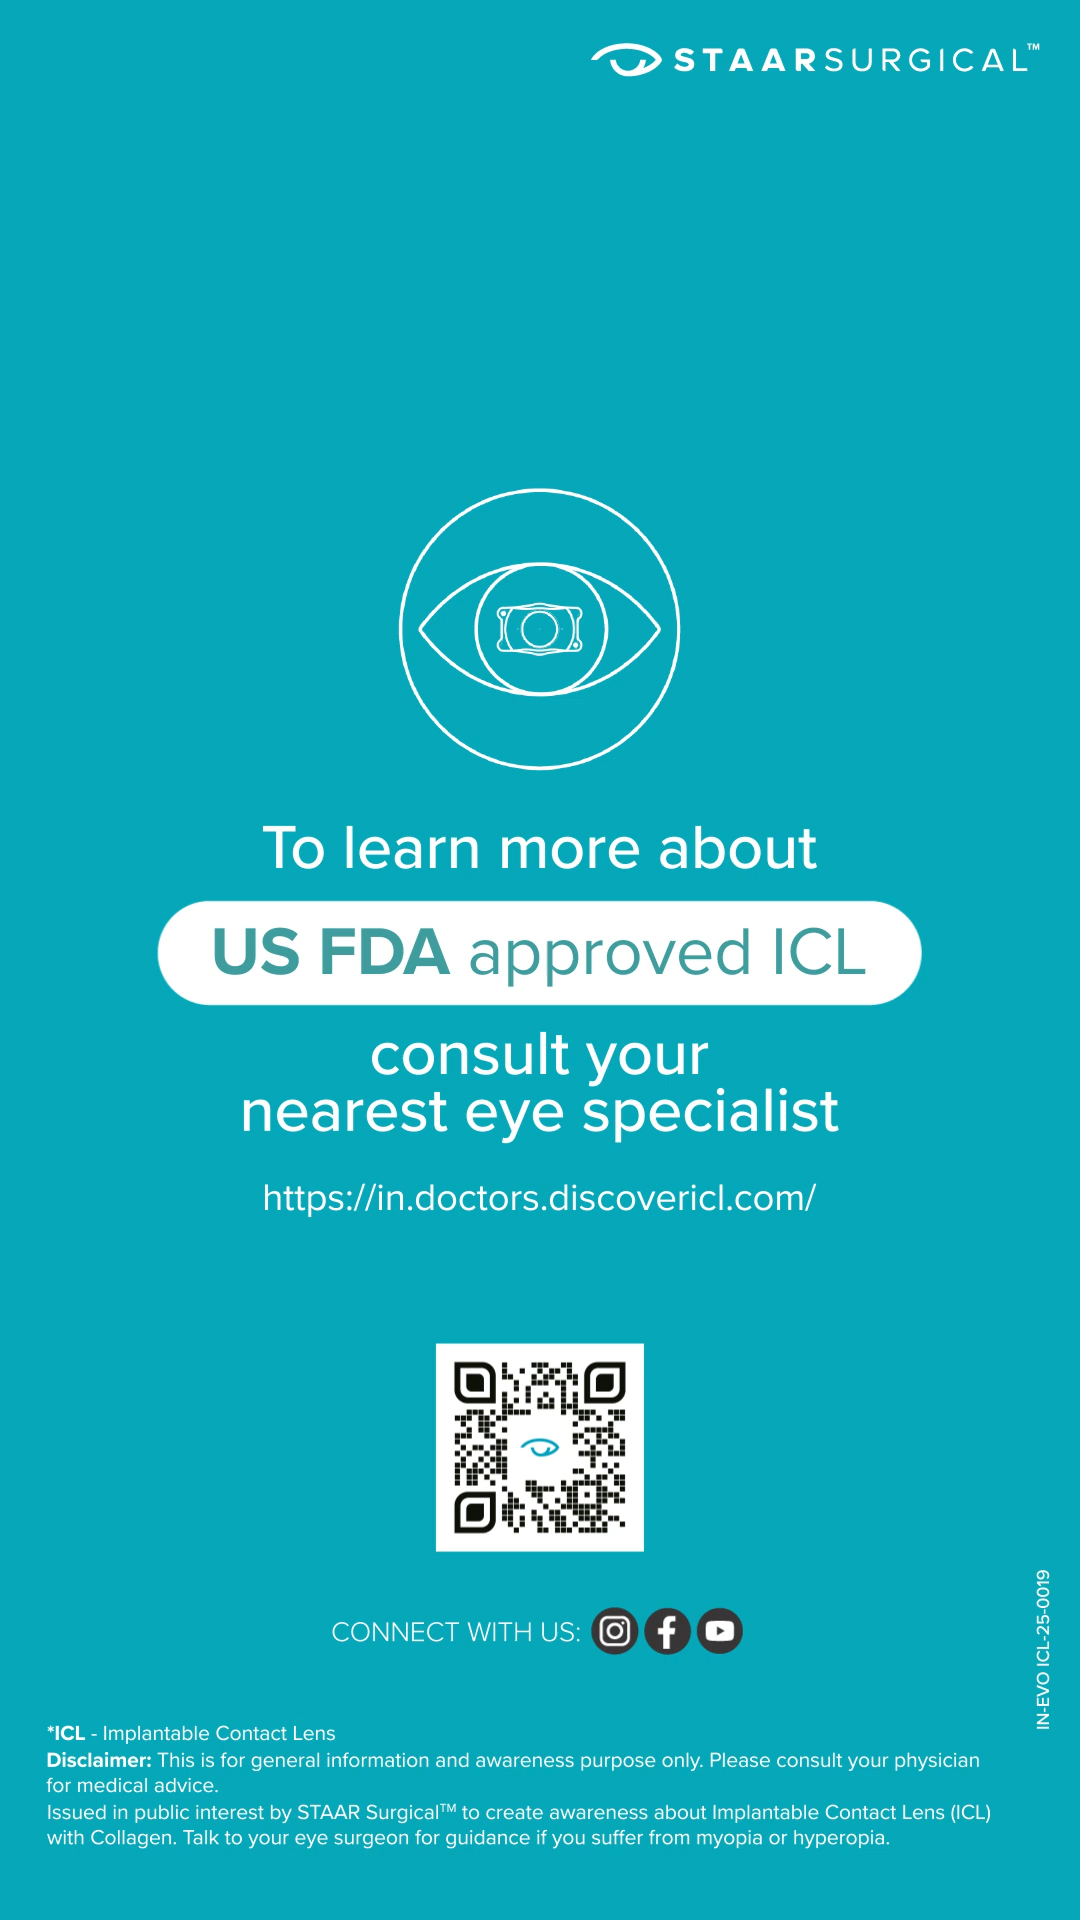 STAARSURGICAL™
To learn more about
US FDA approved ICL
consult your
nearest eye specialist
https://in.doctors.discovericl.com/
CONNECT WITH US:
IN-EVO ICL-25-0019
*ICL - Implantable Contact Lens
Disclaimer: This is for general information and awareness purpose only. Please consult your physician
for medical advice.
Issued in public interest by STAAR Surgical™ to create awareness about Implantable Contact Lens (ICL)
with Collagen. Talk to your eye surgeon for guidance if you suffer from myopia or hyperopia.